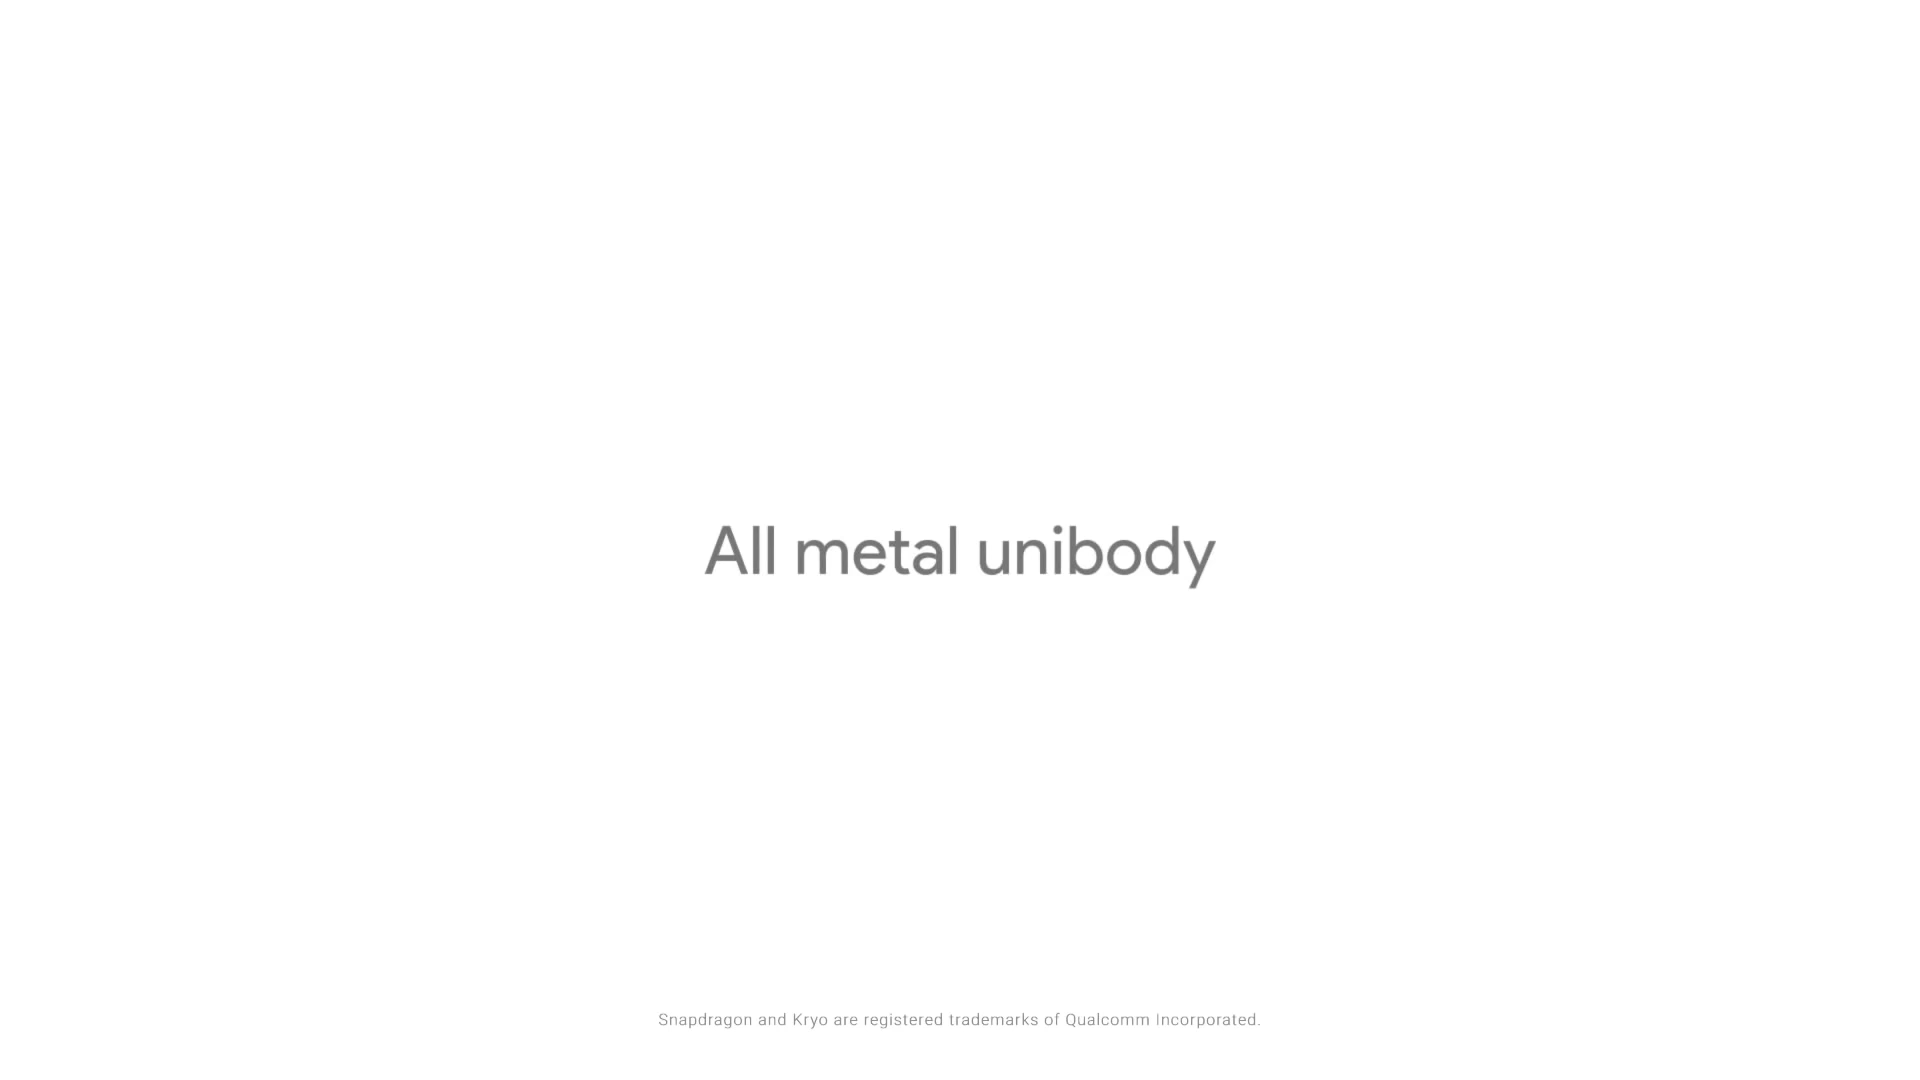 All metal unibody
Snapdragon and Kryo are registered trademarks of Qualcomm Incorporated.